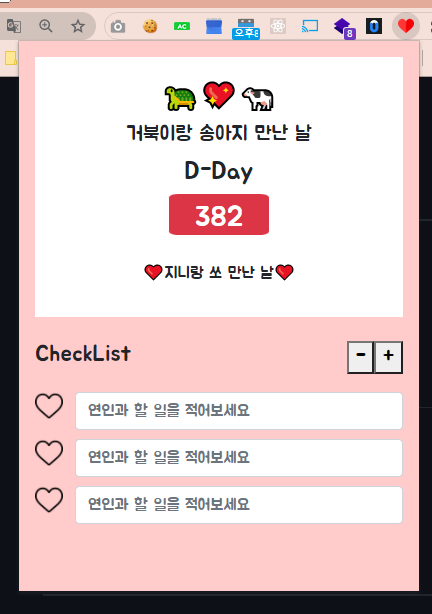 AC
오후8
8
거북이랑 송아지 만난 날
D-Day
382
지니랑 쏘 만난 날
CheckList
- +
연인과 할 일을 적어보세요
연인과 할 일을 적어보세요
연인과 할 일을 적어보세요